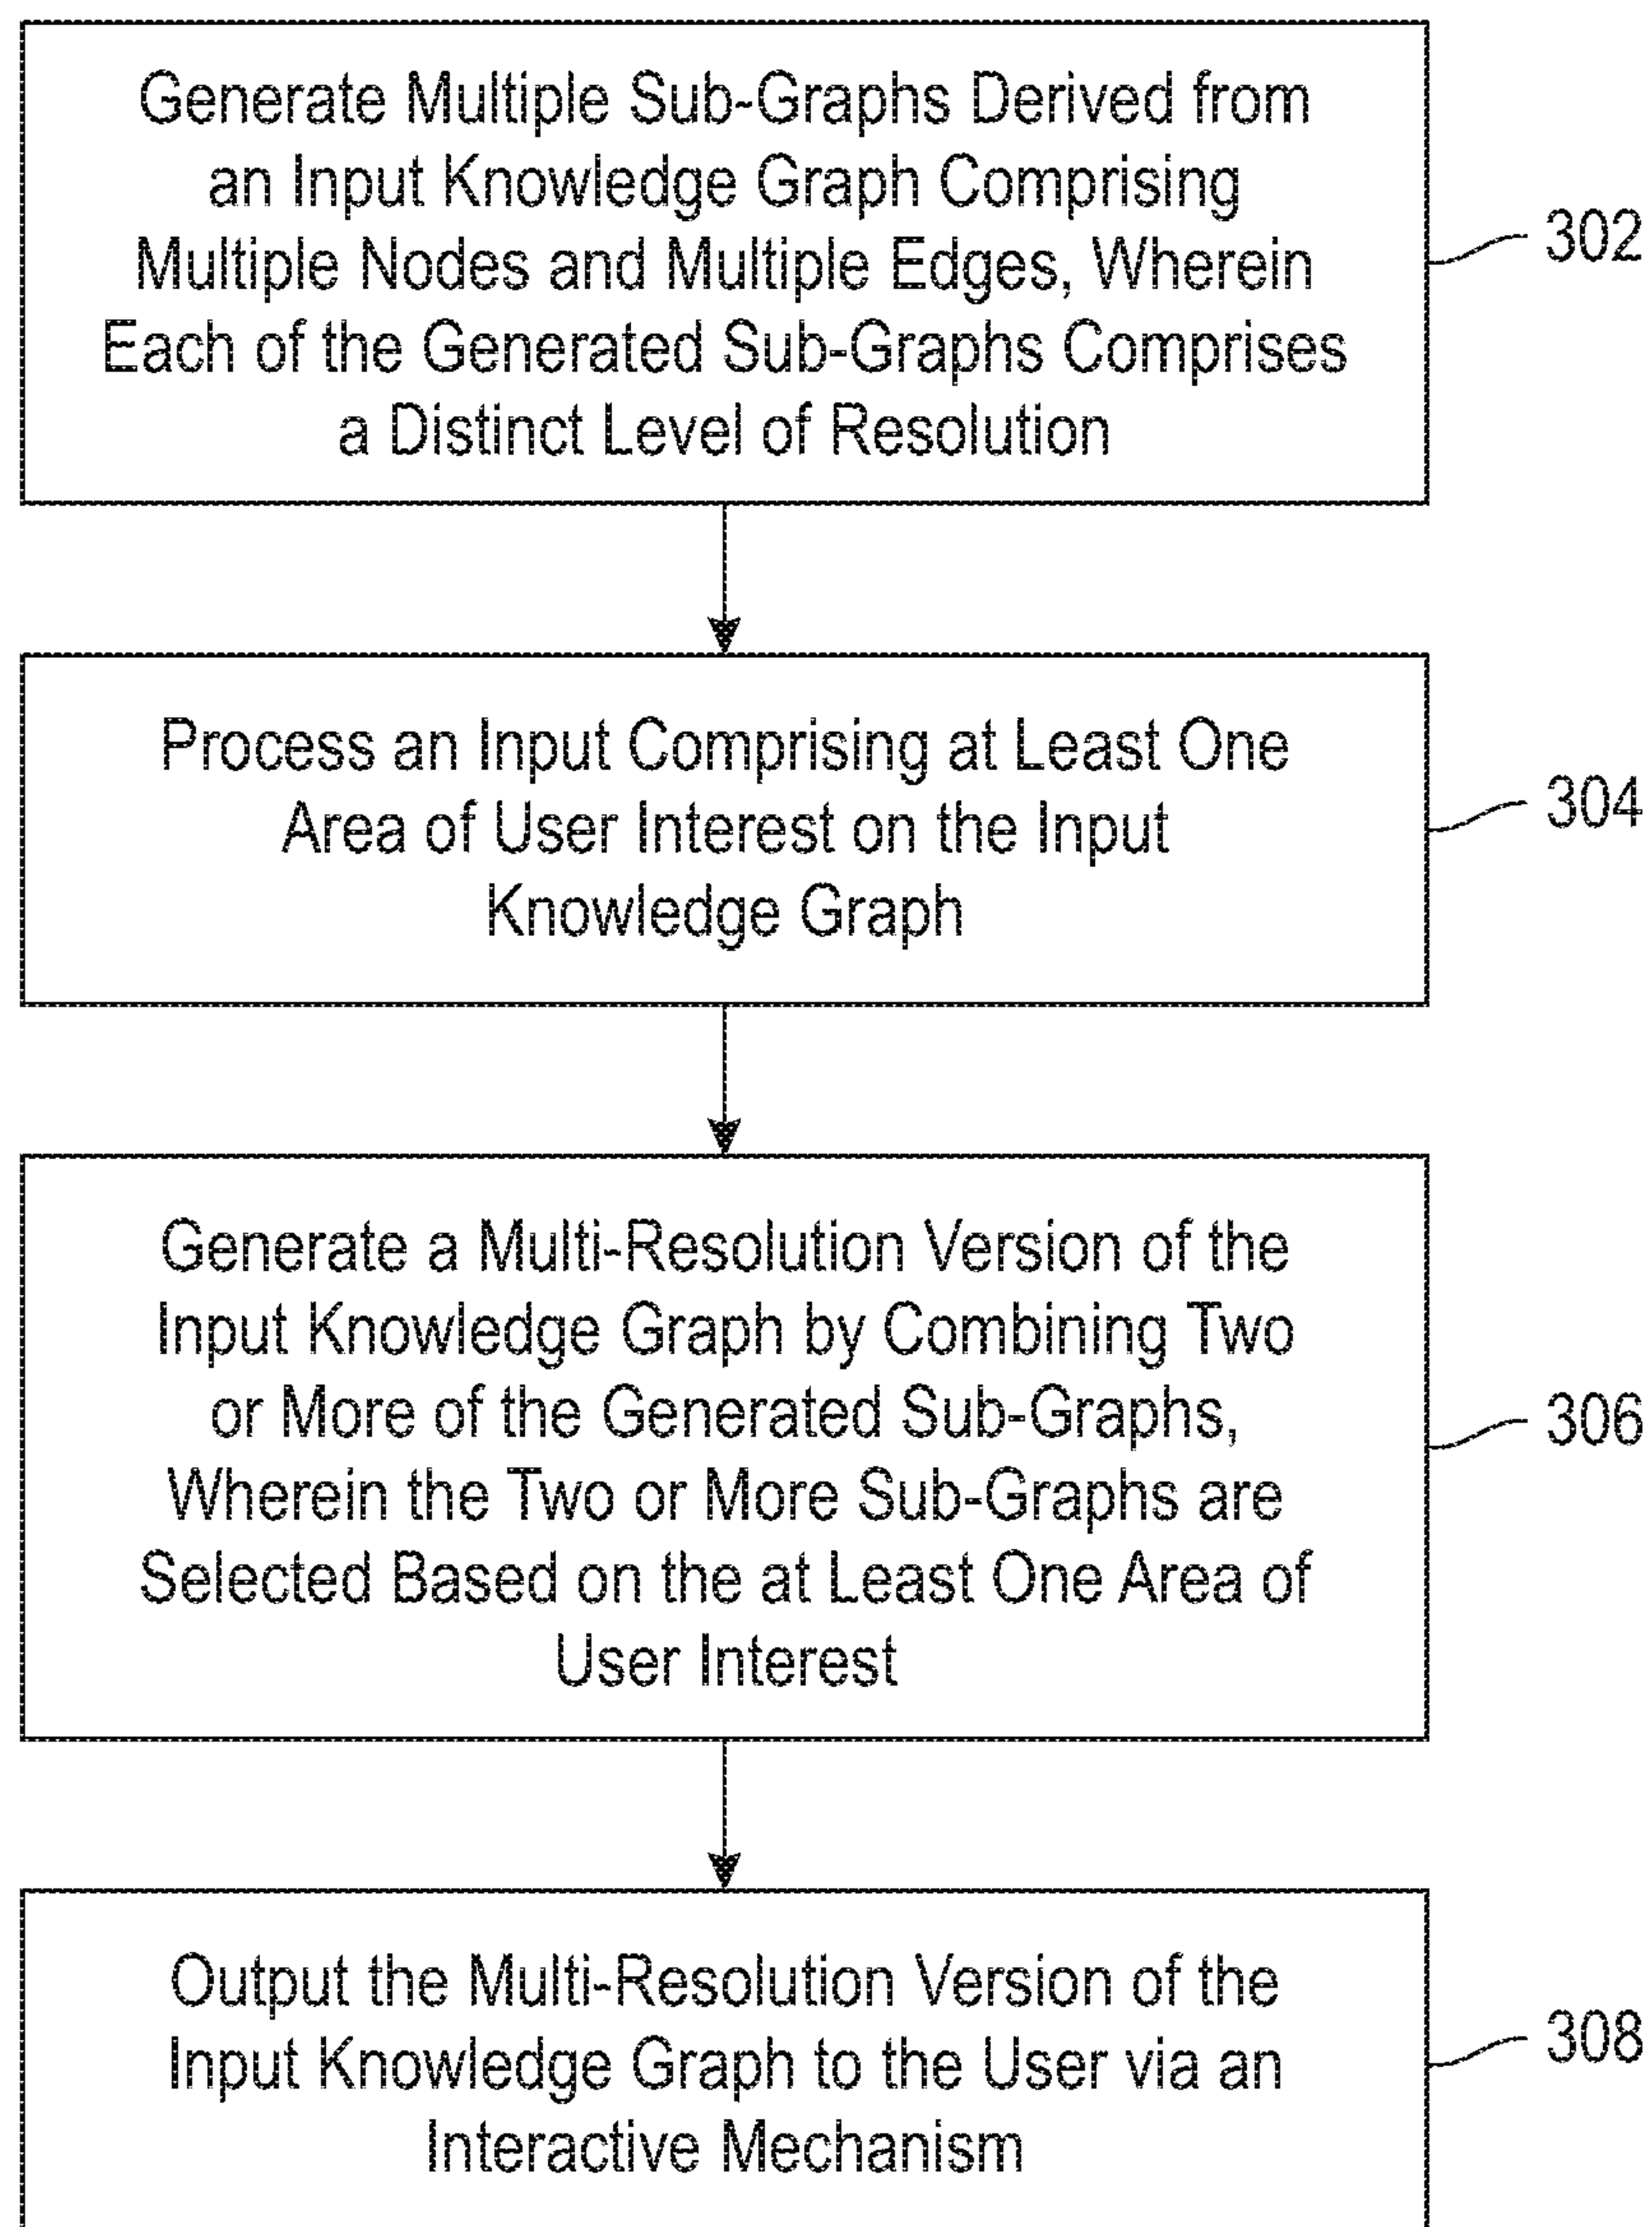 Generate Multiple Sub-Graphs Derived from
an Input Knowledge Graph Comprising
Multiple Nodes and Multiple Edges, Wherein
Each of the Generated Sub-Graphs Comprises
a Distinct Level of Resolution
302
Process an Input Comprising at Least One
Area of User Interest on the Input
Knowledge Graph
304
Generate a Multi-Resolution Version of the
Input Knowledge Graph by Combining Two
or More of the Generated Sub-Graphs,
Wherein the Two or More Sub-Graphs are
Selected Based on the at Least One Area of
User Interest
306
Output the Multi-Resolution Version of the
Input Knowledge Graph to the User via an
Interactive Mechanism
308